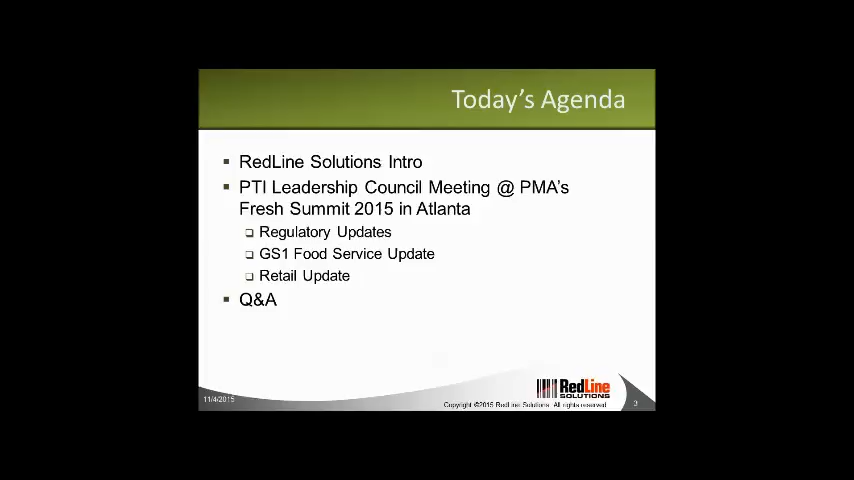 Today's Agenda
▪ RedLine Solutions Intro
▪ PTI Leadership Council Meeting @ PMA's
Fresh Summit 2015 in Atlanta
❑ Regulatory Updates
❑ GS1 Food Service Update
❑ Retail Update
▪ Q&A
RedLine
SOLUTIONS
11/4/2015
Copyright ©2015 RedLine Solutions. All rights reserved.
3